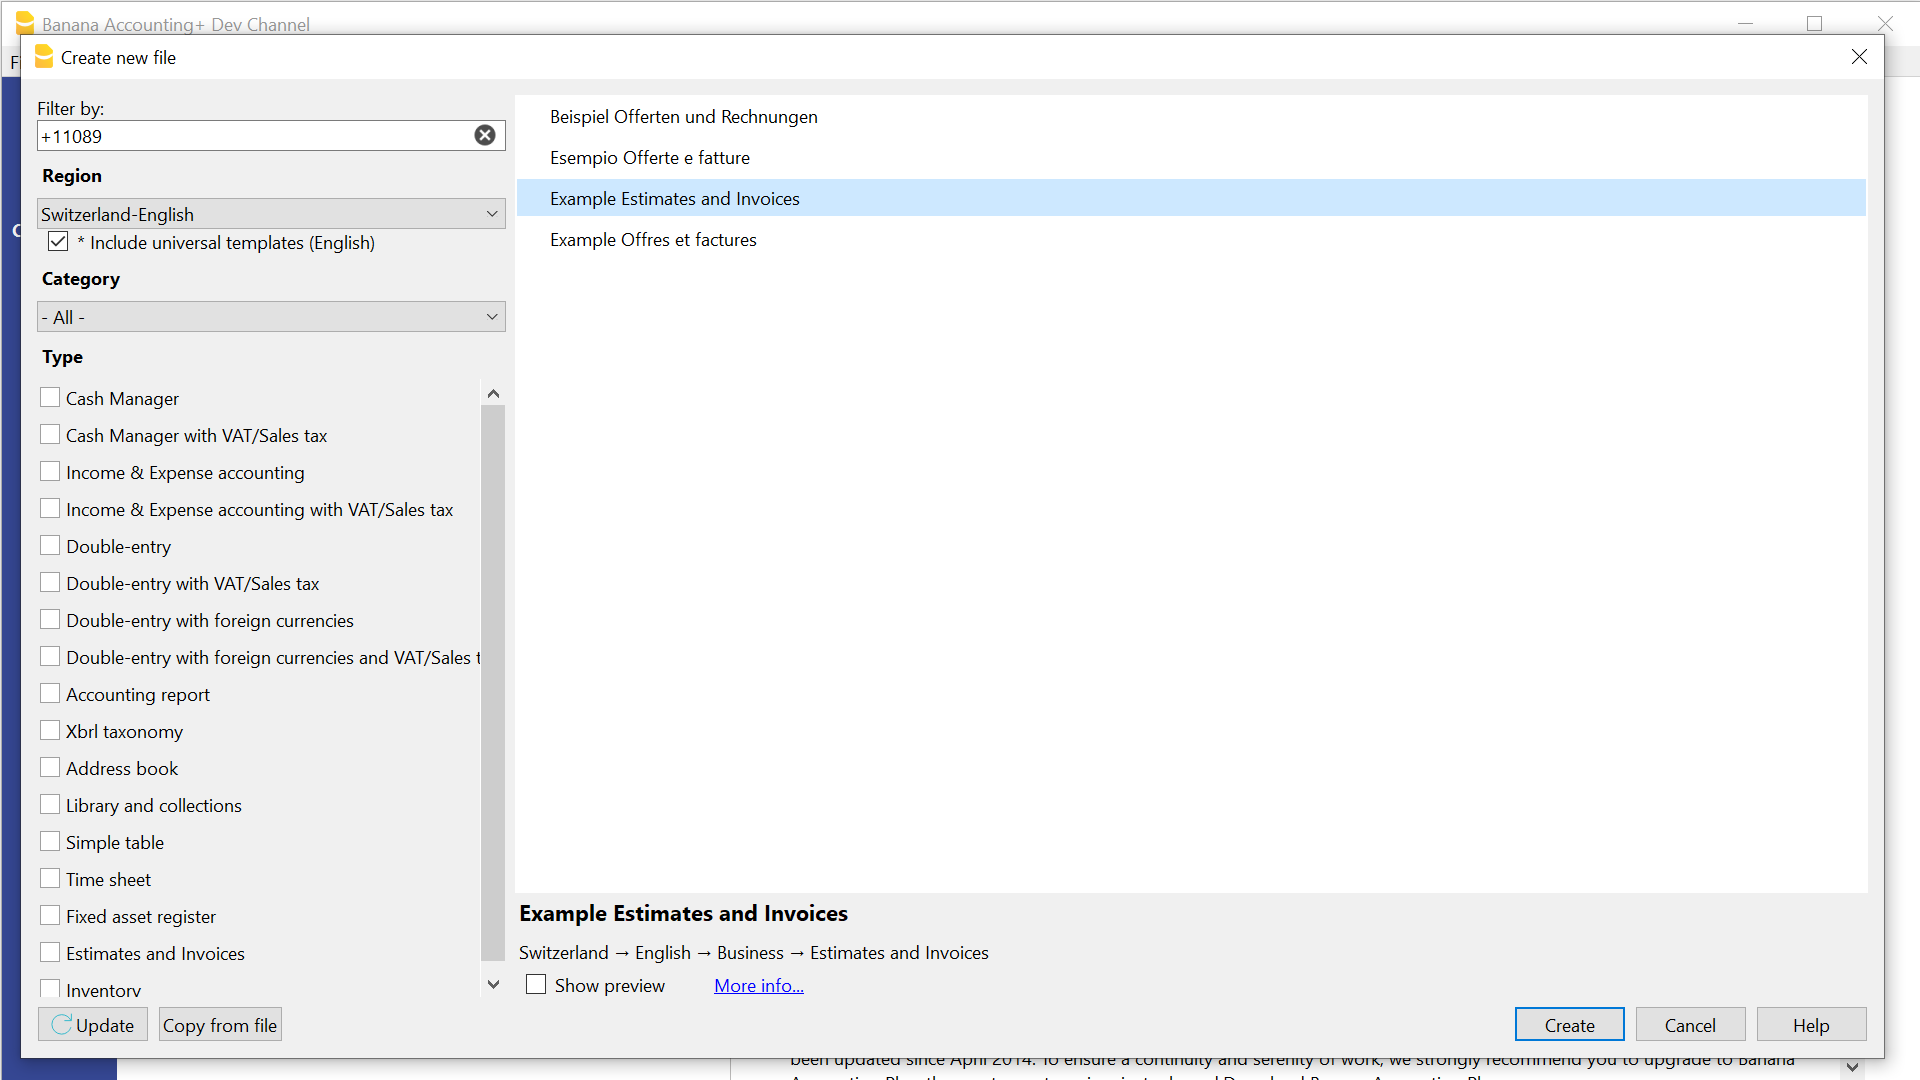 Banana Accounting+ Dev Channel
Create new file
Filter by:
+11089
Region
Switzerland-English
* Include universal templates (English)
Category
- All -
Type
Cash Manager
Cash Manager with VAT/Sales tax
Income & Expense accounting
Income & Expense accounting with VAT/Sales tax
Double-entry
Double-entry with VAT/Sales tax
Double-entry with foreign currencies
Double-entry with foreign currencies and VAT/Sales t
Accounting report
Xbrl taxonomy
Address book
Library and collections
Simple table
Time sheet
Fixed asset register
Estimates and Invoices
Inventory
Update
Copy from file
Beispiel Offerten und Rechnungen
Esempio Offerte e fatture
Example Estimates and Invoices
Example Offres et factures
Example Estimates and Invoices
Switzerland → English → Business → Estimates and Invoices
Show preview
More info...
Create
Cancel
Help
been updated since April 2014. To ensure a continuity and serenity of work, we strongly recommend you to upgrade to Banana